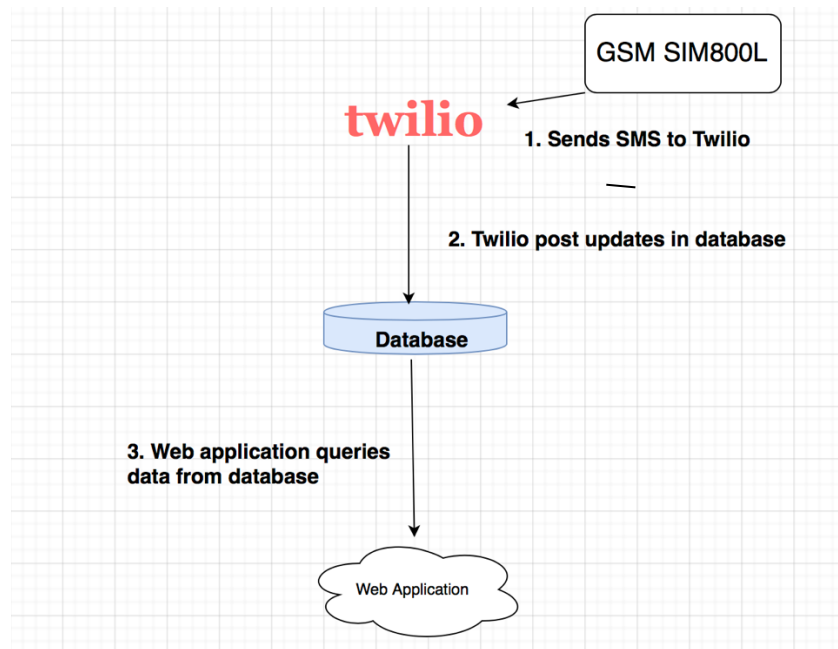 GSM SIM800L
twilio
1. Sends SMS to Twilio
2. Twilio post updates in database
Database
3. Web application queries
data from database
Web Application